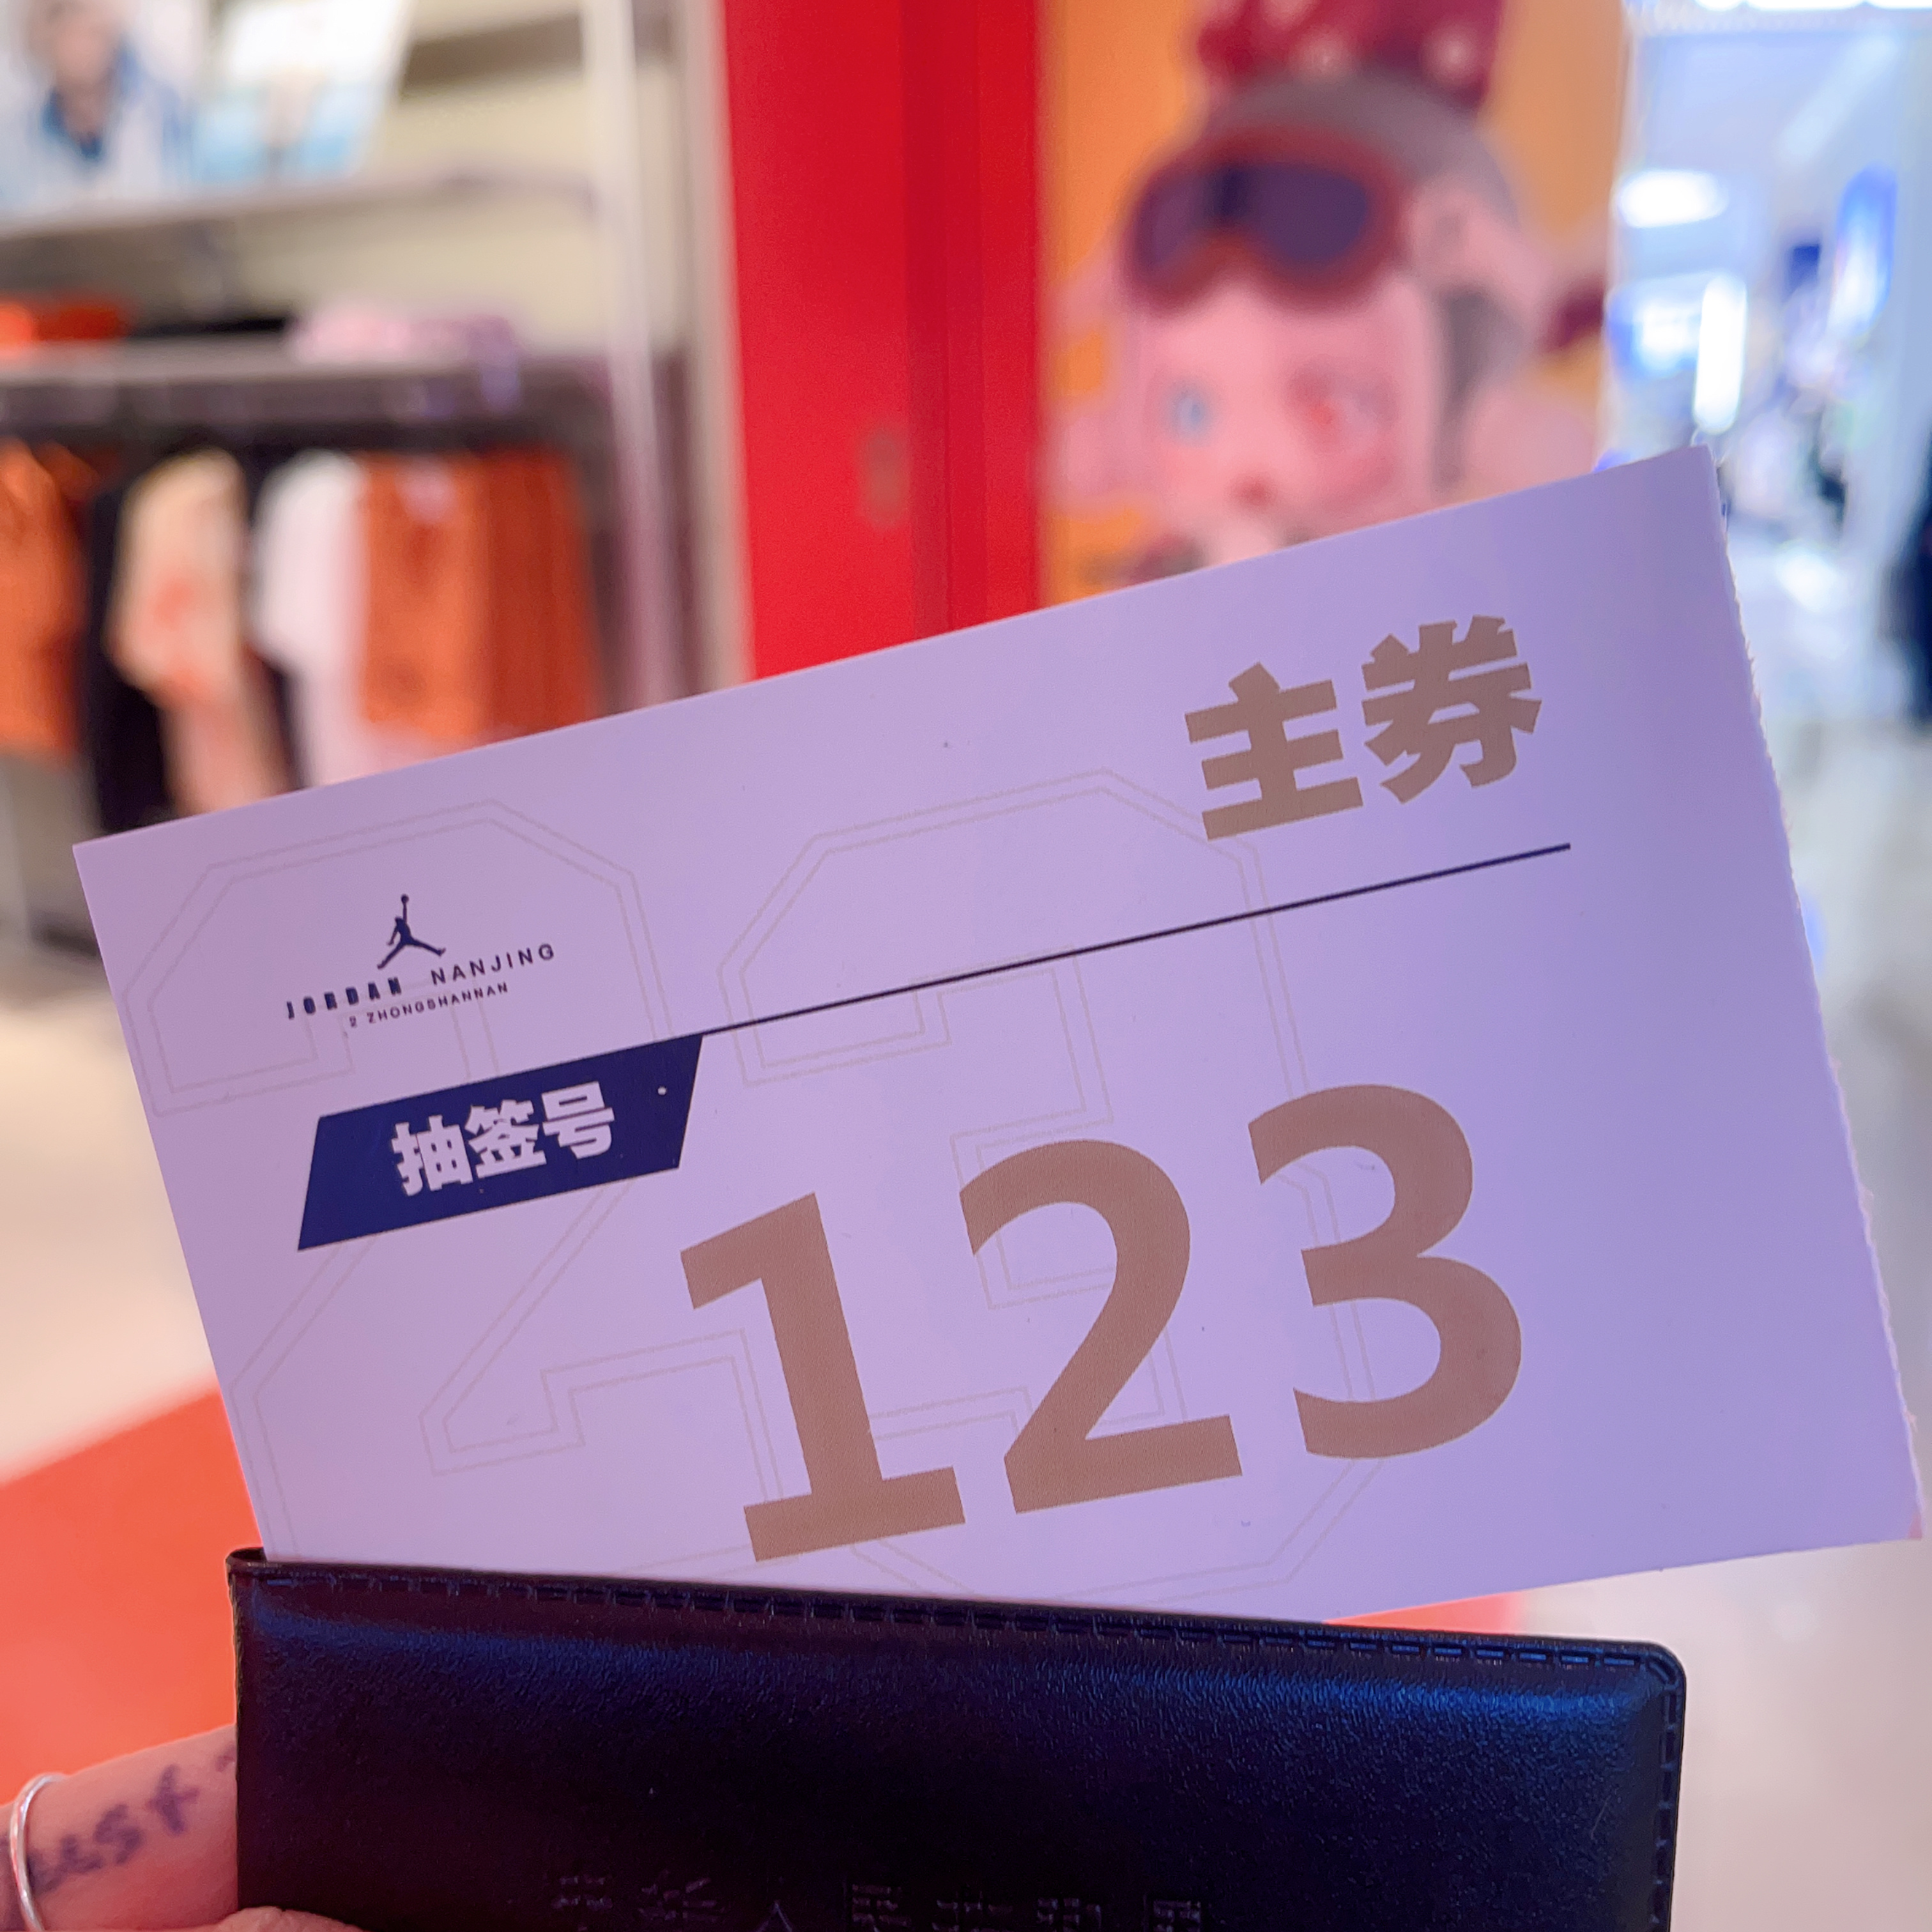 主券
JORDAN NANJING
2 ZHONGSHANNAN
抽签号
123